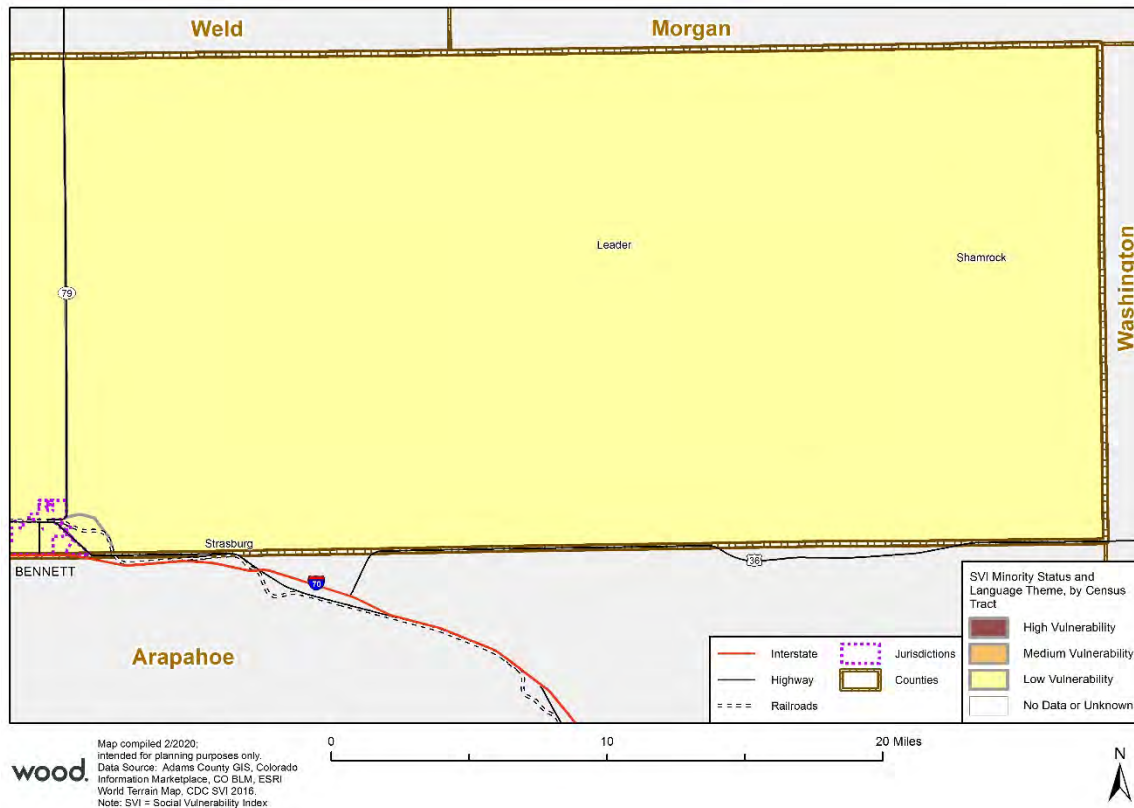 Weld
Morgan
Leader
Shamrock
Washington
79
Strasburg
36
BENNETT
70
Arapahoe
SVI Minority Status and
Language Theme, by Census
Tract
High Vulnerability
Medium Vulnerability
Low Vulnerability
No Data or Unknown
Interstate
Highway
Railroads
Jurisdictions
Counties
wood.
Map compiled 2/2020;
intended for planning purposes only.
Data Source: Adams County GIS, Colorado
Information Marketplace, CO BLM, ESRI
World Terrain Map, CDC SVI 2016.
Note: SVI = Social Vulnerability Index
0
10
20 Miles
N